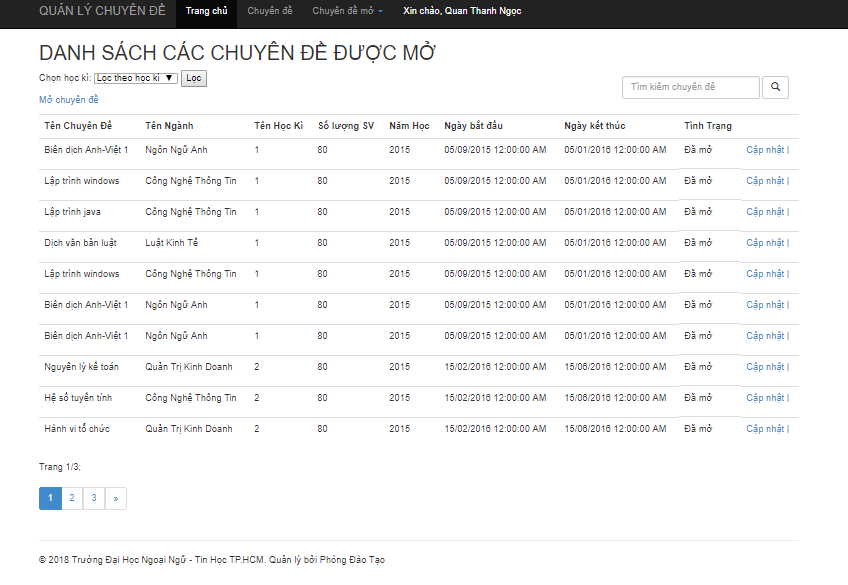 QUẢN LÝ CHUYÊN ĐỀ Trang chủ Chuyên đề Chuyên đề mở Xin chào, Quan Thanh Ngọc
DANH SÁCH CÁC CHUYÊN ĐỀ ĐƯỢC MỞ
Chọn học kì: Lọc theo học kì Lọc
Tìm kiếm chuyên đề
Mở chuyên đề
Tên Chuyên Đề Tên Ngành Tên Học Kì Số lượng SV Năm Học Ngày bắt đầu Ngày kết thúc Tình Trạng
Biên dịch Anh-Việt 1 Ngôn Ngữ Anh 1 80 2015 05/09/2015 12:00:00 AM 05/01/2016 12:00:00 AM Đã mở Cập nhật |
Lập trình windows Công Nghệ Thông Tin 1 80 2015 05/09/2015 12:00:00 AM 05/01/2016 12:00:00 AM Đã mở Cập nhật |
Lập trình java Công Nghệ Thông Tin 1 80 2015 05/09/2015 12:00:00 AM 05/01/2016 12:00:00 AM Đã mở Cập nhật |
Dịch văn bản luật Luật Kinh Tế 1 80 2015 05/09/2015 12:00:00 AM 05/01/2016 12:00:00 AM Đã mở Cập nhật |
Lập trình windows Công Nghệ Thông Tin 1 80 2015 05/09/2015 12:00:00 AM 05/01/2016 12:00:00 AM Đã mở Cập nhật |
Biên dịch Anh-Việt 1 Ngôn Ngữ Anh 1 80 2015 05/09/2015 12:00:00 AM 05/01/2016 12:00:00 AM Đã mở Cập nhật |
Biên dịch Anh-Việt 1 Ngôn Ngữ Anh 1 80 2015 05/09/2015 12:00:00 AM 05/01/2016 12:00:00 AM Đã mở Cập nhật |
Nguyên lý kế toán Quản Trị Kinh Doanh 2 80 2015 15/02/2016 12:00:00 AM 15/06/2016 12:00:00 AM Đã mở Cập nhật |
Hệ số tuyến tính Công Nghệ Thông Tin 2 80 2015 15/02/2016 12:00:00 AM 15/06/2016 12:00:00 AM Đã mở Cập nhật |
Hành vi tổ chức Quản Trị Kinh Doanh 2 80 2015 15/02/2016 12:00:00 AM 15/06/2016 12:00:00 AM Đã mở Cập nhật |
Trang 1/3;
1 2 3 »
© 2018 Trường Đại Học Ngoại Ngữ - Tin Học TP.HCM. Quản lý bởi Phòng Đào Tạo